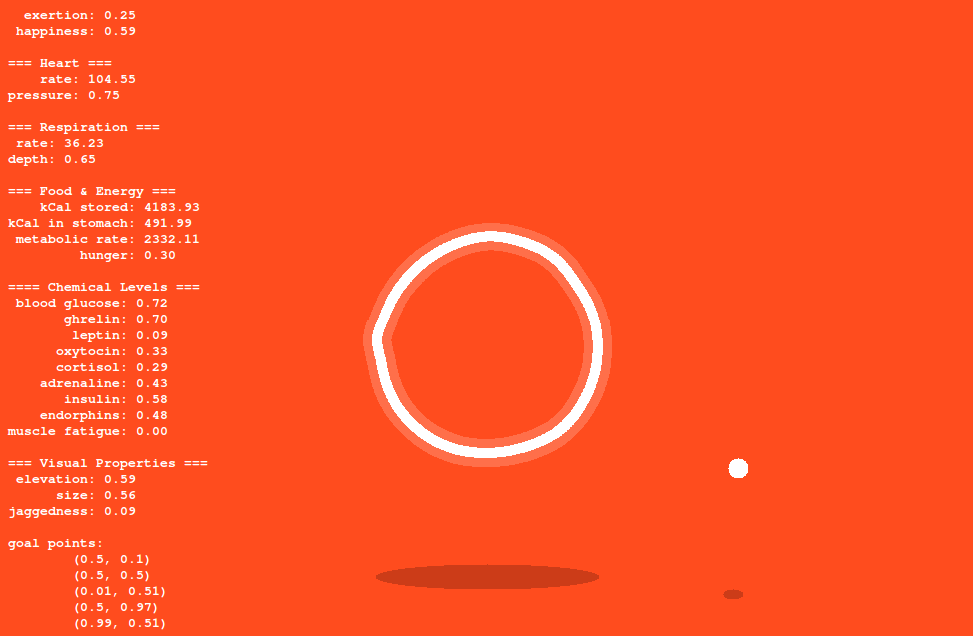 exertion: 0.25
happiness: 0.59
=== Heart ===
rate: 104.55
pressure: 0.75
=== Respiration ===
rate: 36.23
depth: 0.65
=== Food & Energy ===
kCal stored: 4183.93
kCal in stomach: 491.99
metabolic rate: 2332.11
hunger: 0.30
==== Chemical Levels ===
blood glucose: 0.72
ghrelin: 0.70
leptin: 0.09
oxytocin: 0.33
cortisol: 0.29
adrenaline: 0.43
insulin: 0.58
endorphins: 0.48
muscle fatigue: 0.00
=== Visual Properties ===
elevation: 0.59
size: 0.56
jaggedness: 0.09
goal points:
(0.5, 0.1)
(0.5, 0.5)
(0.01, 0.51)
(0.5, 0.97)
(0.99, 0.51)